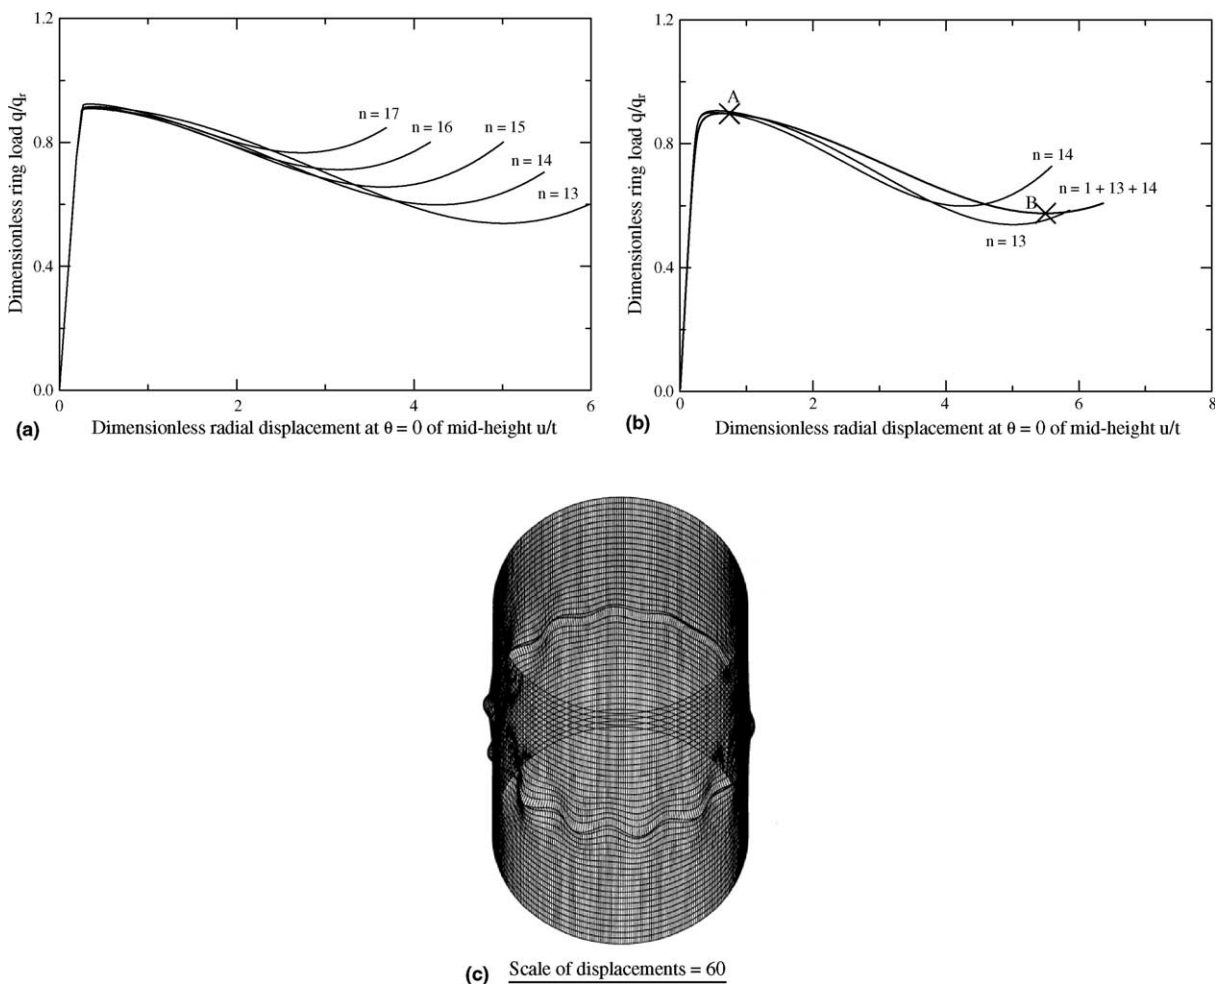 1.2
0.8
0.4
0.0
Dimensionless ring load q/qᵣ
n = 17
n = 16
n = 15
n = 14
n = 13
0 2 4 6
(a) Dimensionless radial displacement at θ = 0 of mid-height u/t
1.2
0.8
0.4
0.0
Dimensionless ring load q/qᵣ
A
n = 14
n = 1 + 13 + 14
B
n = 13
0 2 4 6 8
(b) Dimensionless radial displacement at θ = 0 of mid-height u/t
(c) Scale of displacements = 60